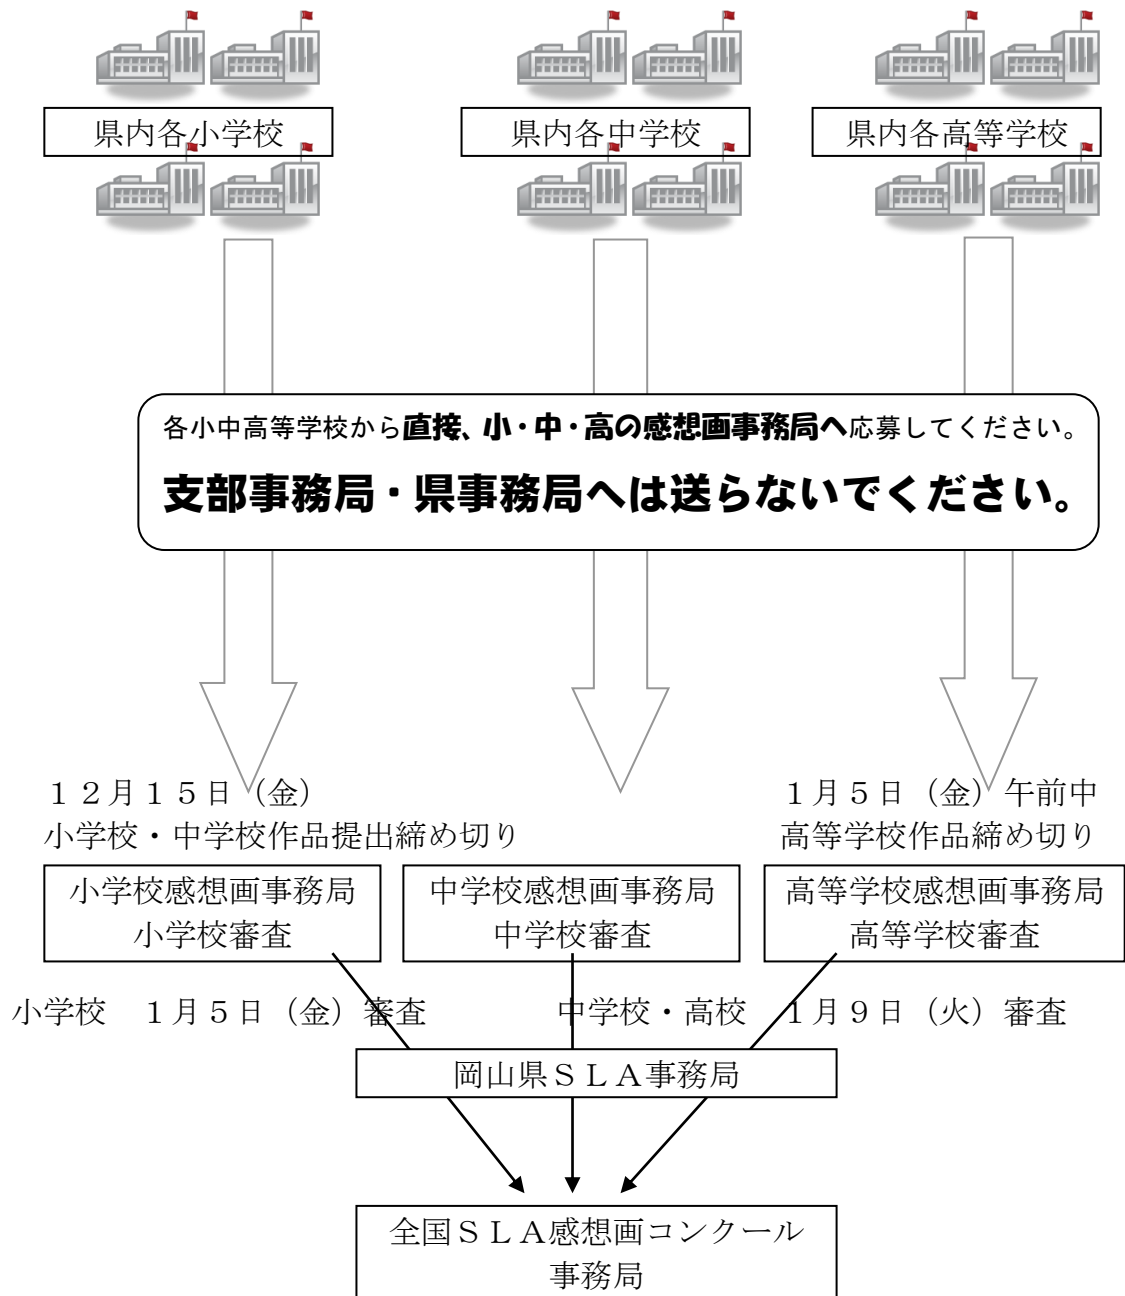 県内各小学校
県内各中学校
県内各高等学校
各小中高等学校から直接、小・中・高の感想画事務局へ応募してください。
支部事務局・県事務局へは送らないでください。
１２月１５日（金）
小学校・中学校作品提出締め切り
１月５日（金）午前中
高等学校作品締め切り
小学校感想画事務局
小学校審査
中学校感想画事務局
中学校審査
高等学校感想画事務局
高等学校審査
小学校　１月５日（金）審査
中学校・高校　１月９日（火）審査
岡山県ＳＬＡ事務局
全国ＳＬＡ感想画コンクール
事務局